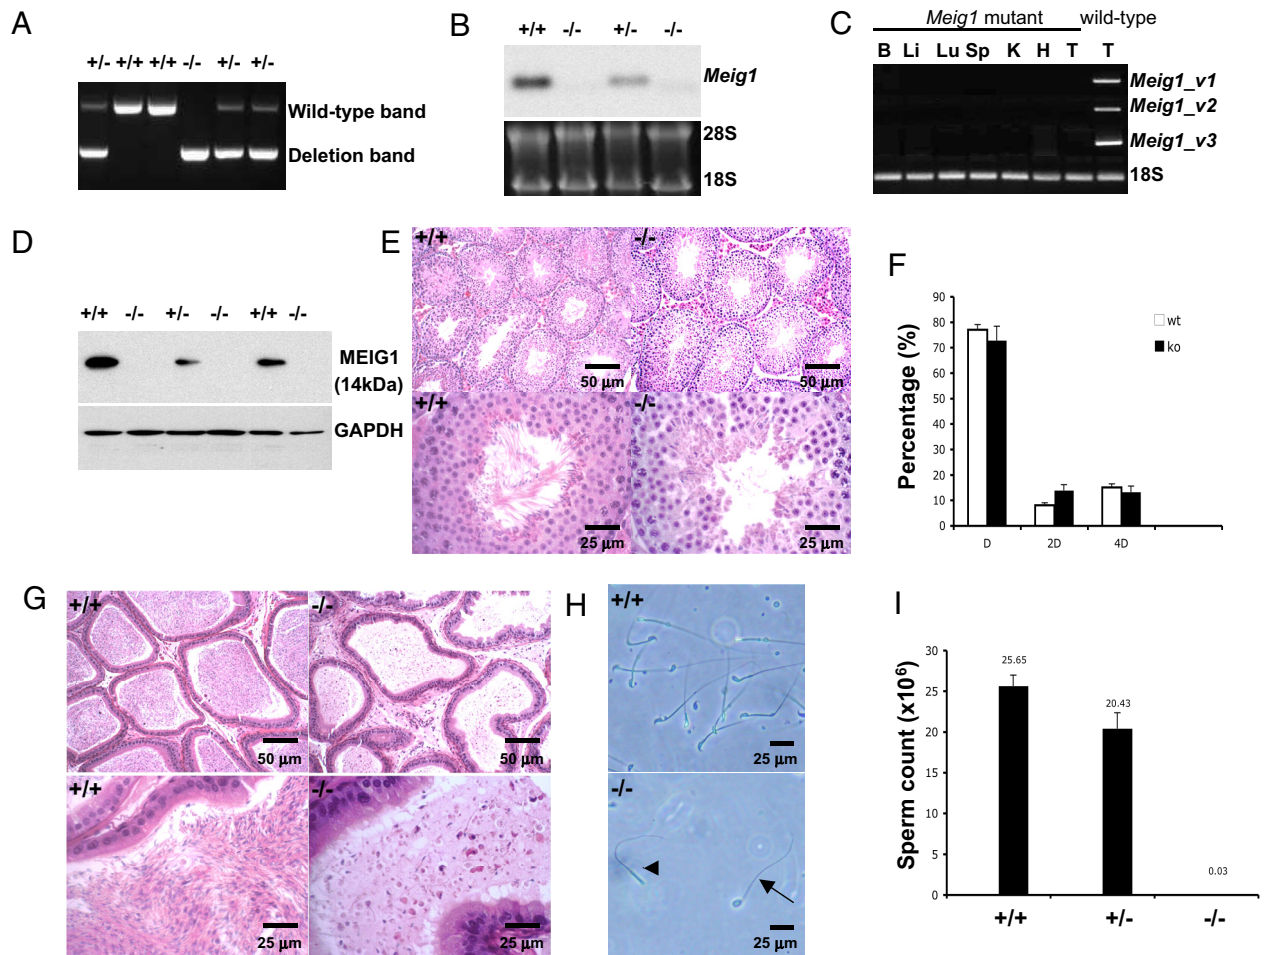 A
+/- +/+ +/+ -/- +/- +/-
Wild-type band
Deletion band
B
+/+ -/- +/- -/-
Meig1
28S
18S
C
Meig1 mutant wild-type
B Li Lu Sp K H T T
Meig1_v1
Meig1_v2
Meig1_v3
18S
D
+/+ -/- +/- -/- +/+ -/-
MEIG1
(14kDa)
GAPDH
E
+/+ -/-
50 µm 50 µm
+/+ -/-
25 µm 25 µm
F
Percentage (%)
90
80
70
60
50
40
30
20
10
0
D 2D 4D
wt
ko
G
+/+ -/-
50 µm 50 µm
+/+ -/-
25 µm 25 µm
H
+/+
25 µm
-/-
25 µm
I
Sperm count (x10⁶)
30
25
20
15
10
5
0
25.65
20.43
0.03
+/+ +/- -/-